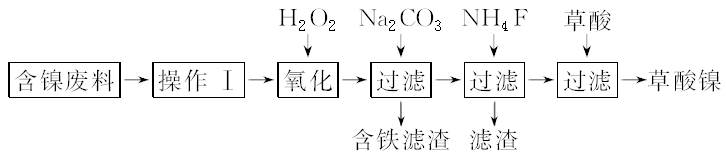 H₂O₂ Na₂CO₃ NH₄F 草酸
含镍废料 操作 Ⅰ 氧化 过滤 过滤 过滤 草酸镍
含铁滤渣 滤渣